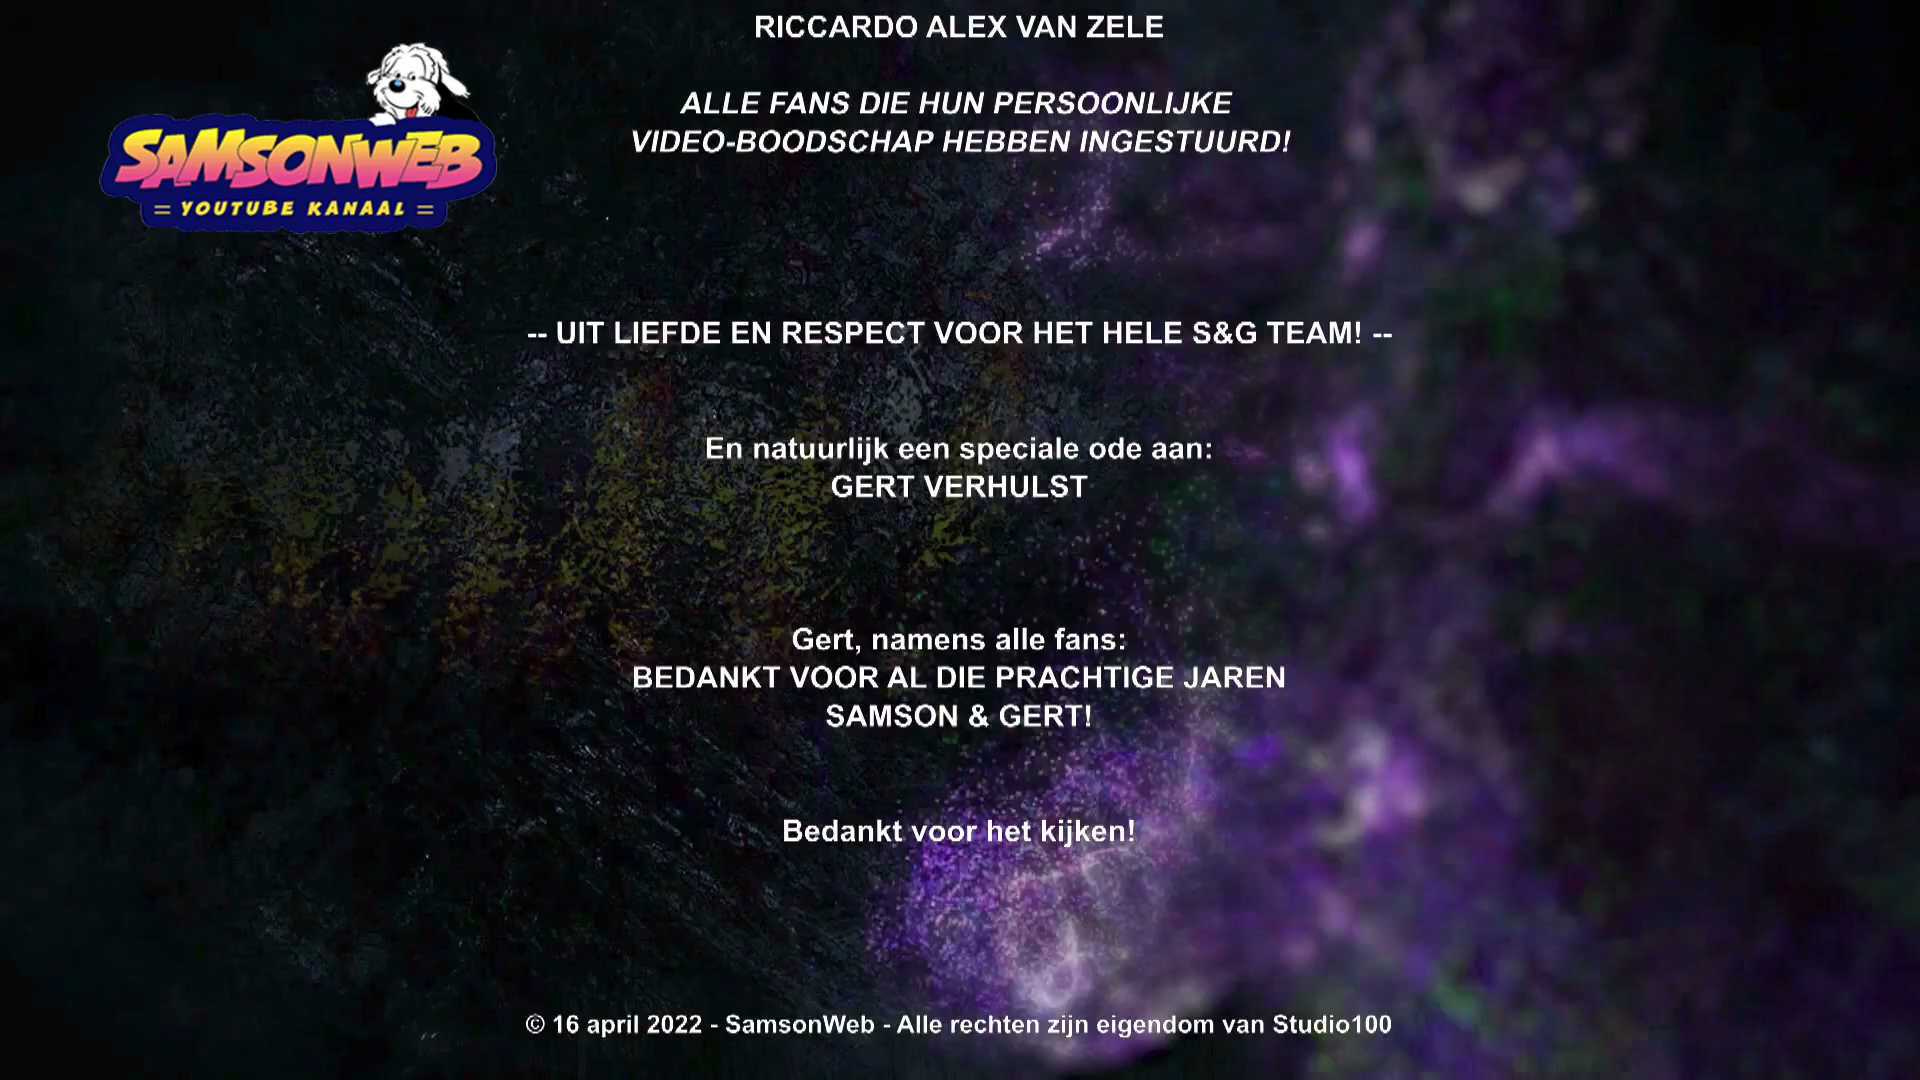 RICCARDO ALEX VAN ZELE
SAMSONWEB
= YOUTUBE KANAAL =
ALLE FANS DIE HUN PERSOONLIJKE
VIDEO-BOODSCHAP HEBBEN INGESTUURD!
-- UIT LIEFDE EN RESPECT VOOR HET HELE S&G TEAM! --
En natuurlijk een speciale ode aan:
GERT VERHULST
Gert, namens alle fans:
BEDANKT VOOR AL DIE PRACHTIGE JAREN
SAMSON & GERT!
Bedankt voor het kijken!
© 16 april 2022 - SamsonWeb - Alle rechten zijn eigendom van Studio100